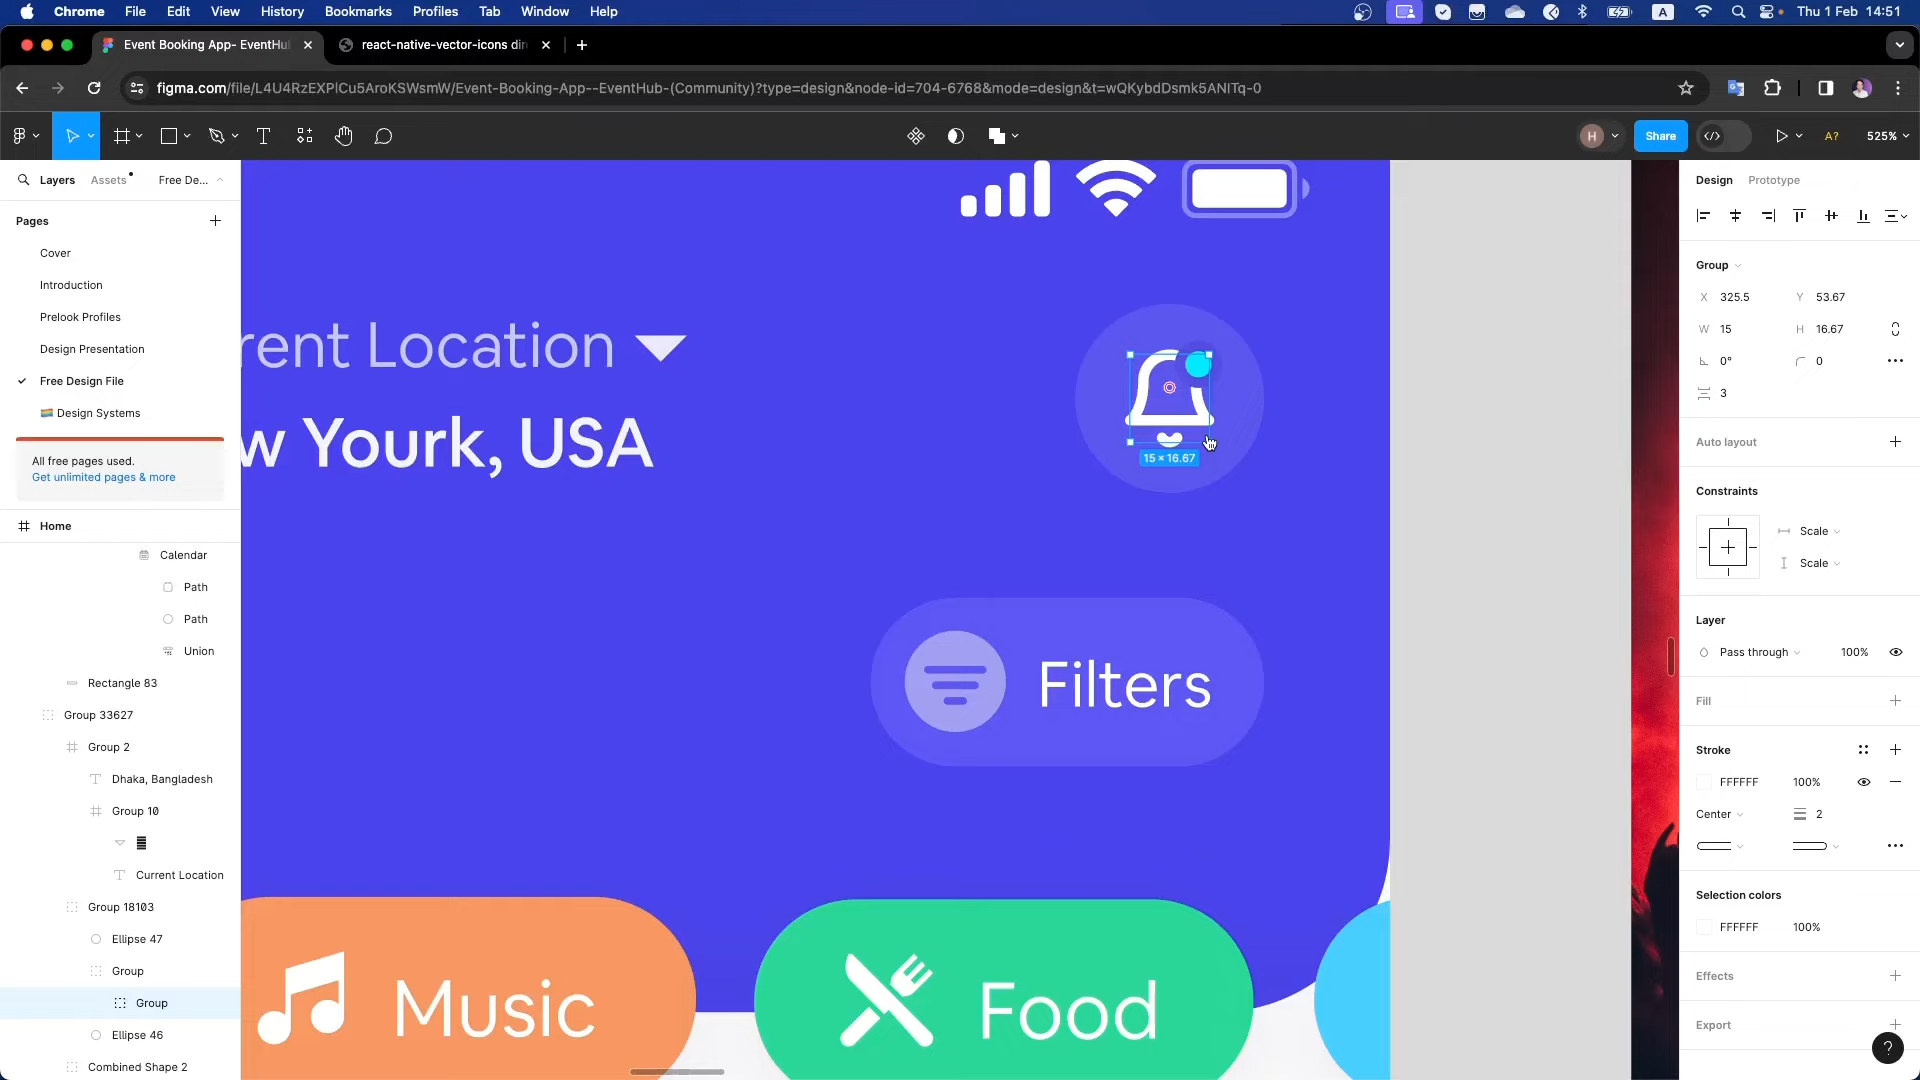 Chrome File Edit View History Bookmarks Profiles Tab Window Help
A Thu 1 Feb 14:51
Event Booking App- EventHu
react-native-vector-icons dir
figma.com/file/L4U4RzEXPICu5AroKSWsmW/Event-Booking-App--EventHub-(Community)?type=design&node-id=704-6768&mode=design&t=wQKybdDsmk5ANITq-0
H
Share
A?
525%
Layers Assets Free De...
Pages
Cover
Introduction
Prelook Profiles
Design Presentation
Free Design File
Design Systems
All free pages used.
Get unlimited pages & more
Home
Calendar
Path
Path
Union
Rectangle 83
Group 33627
Group 2
Dhaka, Bangladesh
Group 10
Current Location
Group 18103
Ellipse 47
Group
Group
Ellipse 46
Combined Shape 2
rent Location
w Yourk, USA
15 × 16.67
Filters
Music
Food
Design Prototype
Group
X 325.5 Y 53.67
W 15 H 16.67
0° 0
3
Auto layout
Constraints
Scale
Scale
Layer
Pass through 100%
Fill
Stroke
FFFFFF 100%
Center 2
Selection colors
FFFFFF 100%
Effects
Export
?